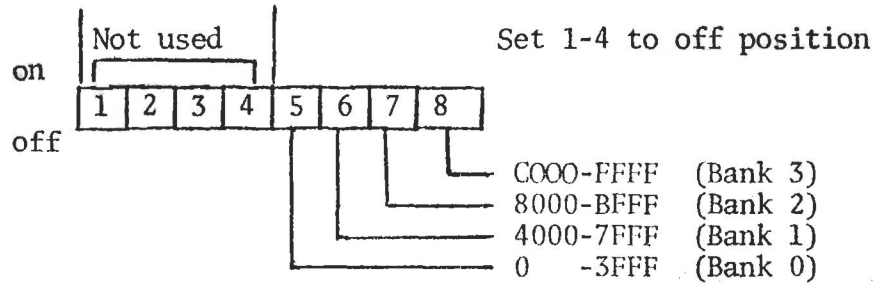 Not used Set 1-4 to off position
on
1 2 3 4 5 6 7 8
off
C000-FFFF (Bank 3)
8000-BFFF (Bank 2)
4000-7FFF (Bank 1)
0 -3FFF (Bank 0)